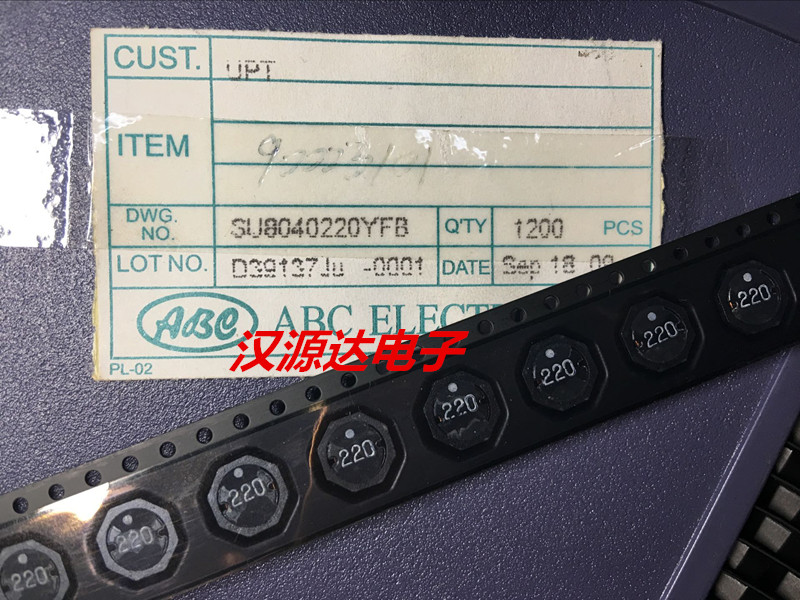 CUST. UPT
ITEM
DWG. NO. SU8040220YFB Q'TY 1200 PCS
LOT NO. D39137Ju -0001 DATE Sep 18 09
ABC ABC ELECT
汉源达电子
PL-02
220
220
220
220
220
220
220
220